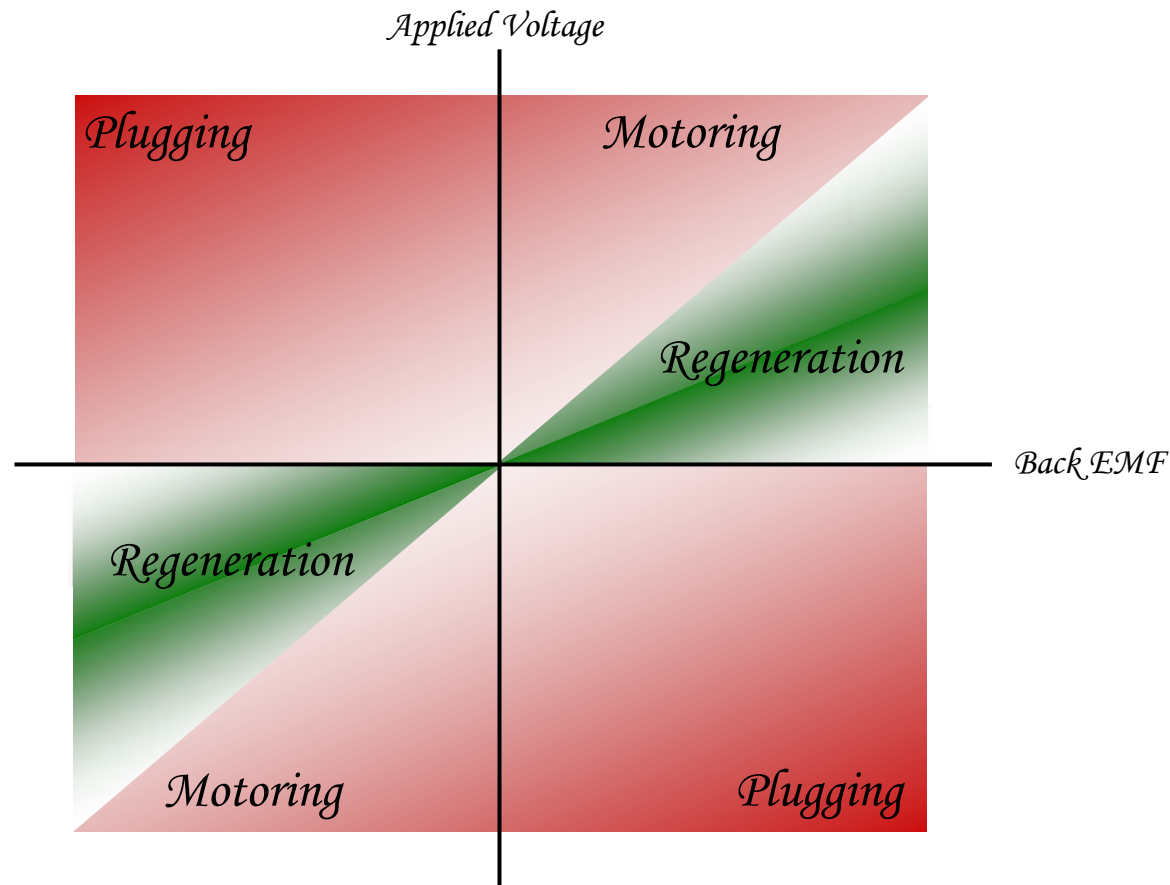 Applied Voltage
Plugging
Motoring
Regeneration
Back EMF
Regeneration
Motoring
Plugging